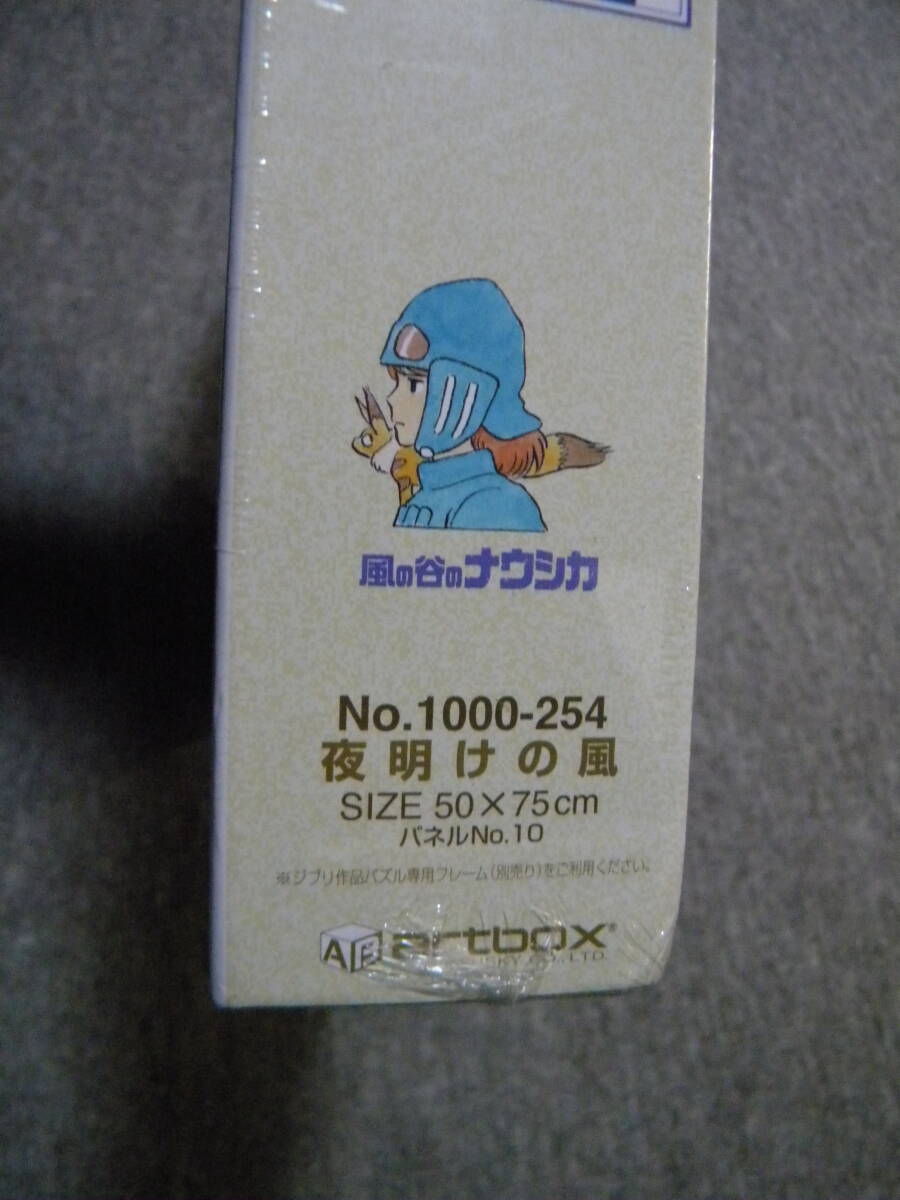 風の谷のナウシカ
No.1000-254
夜明けの風
SIZE 50×75cm
パネルNo.10
※ジブリ作品パズル専用フレーム(別売り)をご利用ください。
artbox®
CO., LTD.